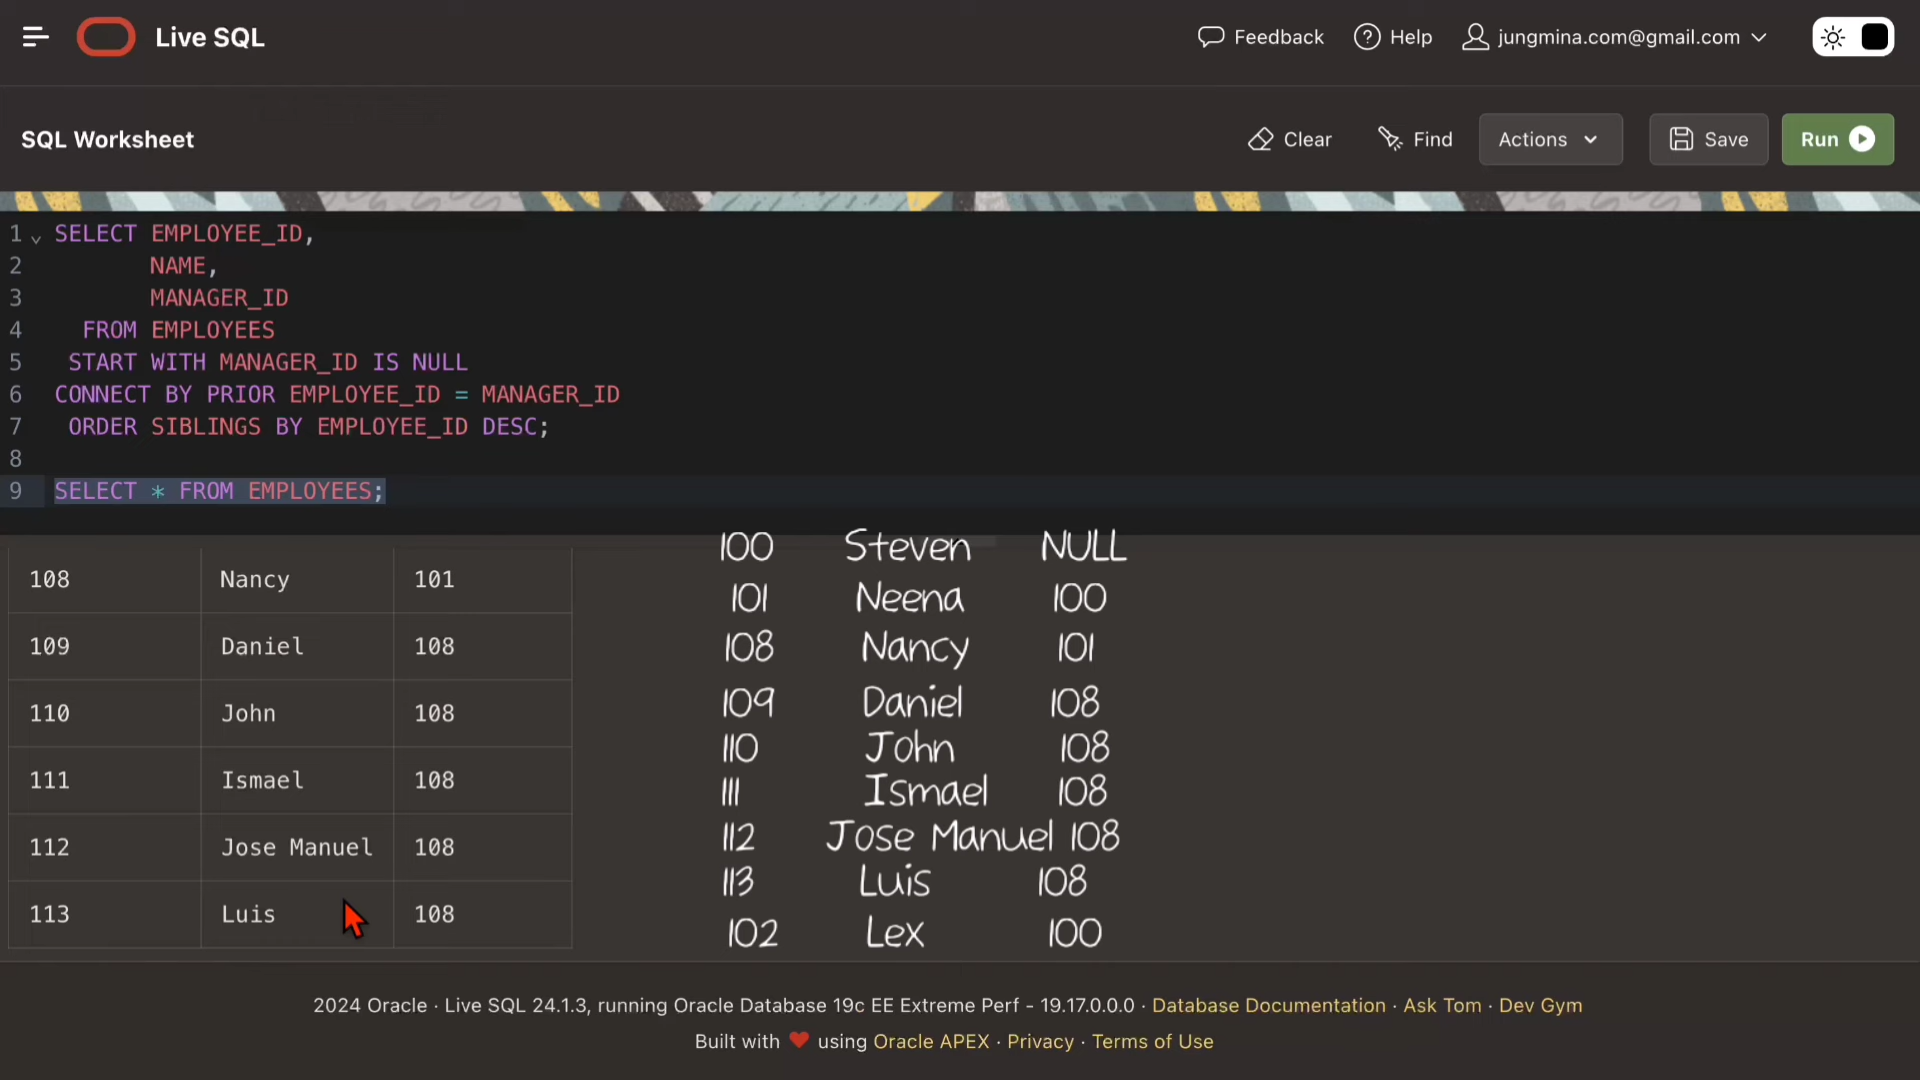 Live SQL
Feedback
Help
jungmina.com@gmail.com
SQL Worksheet
Clear
Find
Actions
Save
Run
1 SELECT EMPLOYEE_ID,
2 NAME,
3 MANAGER_ID
4 FROM EMPLOYEES
5 START WITH MANAGER_ID IS NULL
6 CONNECT BY PRIOR EMPLOYEE_ID = MANAGER_ID
7 ORDER SIBLINGS BY EMPLOYEE_ID DESC;
8
9 SELECT * FROM EMPLOYEES;
108 Nancy 101
109 Daniel 108
110 John 108
111 Ismael 108
112 Jose Manuel 108
113 Luis 108
100 Steven NULL
101 Neena 100
108 Nancy 101
109 Daniel 108
110 John 108
111 Ismael 108
112 Jose Manuel 108
113 Luis 108
102 Lex 100
2024 Oracle · Live SQL 24.1.3, running Oracle Database 19c EE Extreme Perf - 19.17.0.0.0 · Database Documentation · Ask Tom · Dev Gym
Built with ❤ using Oracle APEX · Privacy · Terms of Use